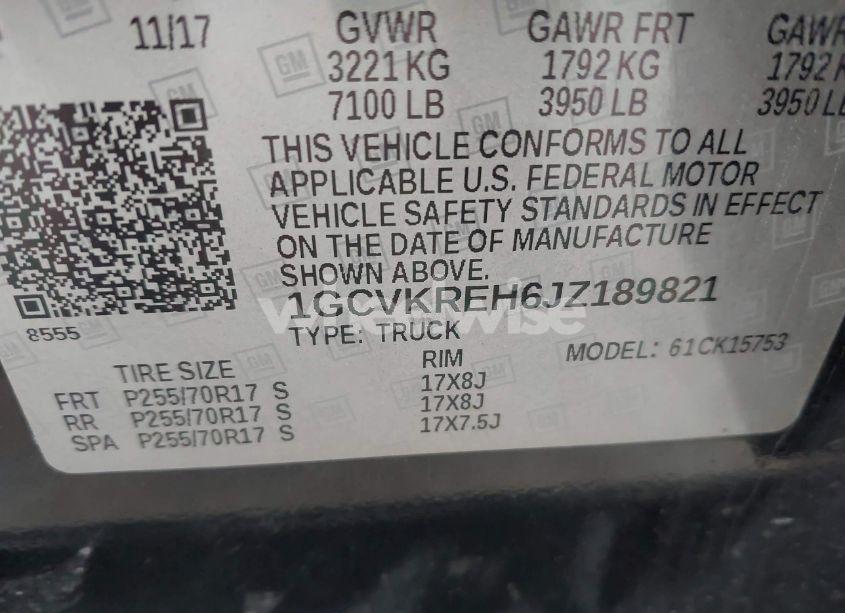 11/17 GVWR GAWR FRT GAWR
3221 KG 1792 KG 1792 K
7100 LB 3950 LB 3950 LB
THIS VEHICLE CONFORMS TO ALL
APPLICABLE U.S. FEDERAL MOTOR
VEHICLE SAFETY STANDARDS IN EFFECT
ON THE DATE OF MANUFACTURE
SHOWN ABOVE.
1GCVKREH6JZ189821
8555
TYPE: TRUCK
MODEL: 61CK15753
TIRE SIZE RIM
FRT P255/70R17 S 17X8J
RR P255/70R17 S 17X8J
SPA P255/70R17 S 17X7.5J
GM